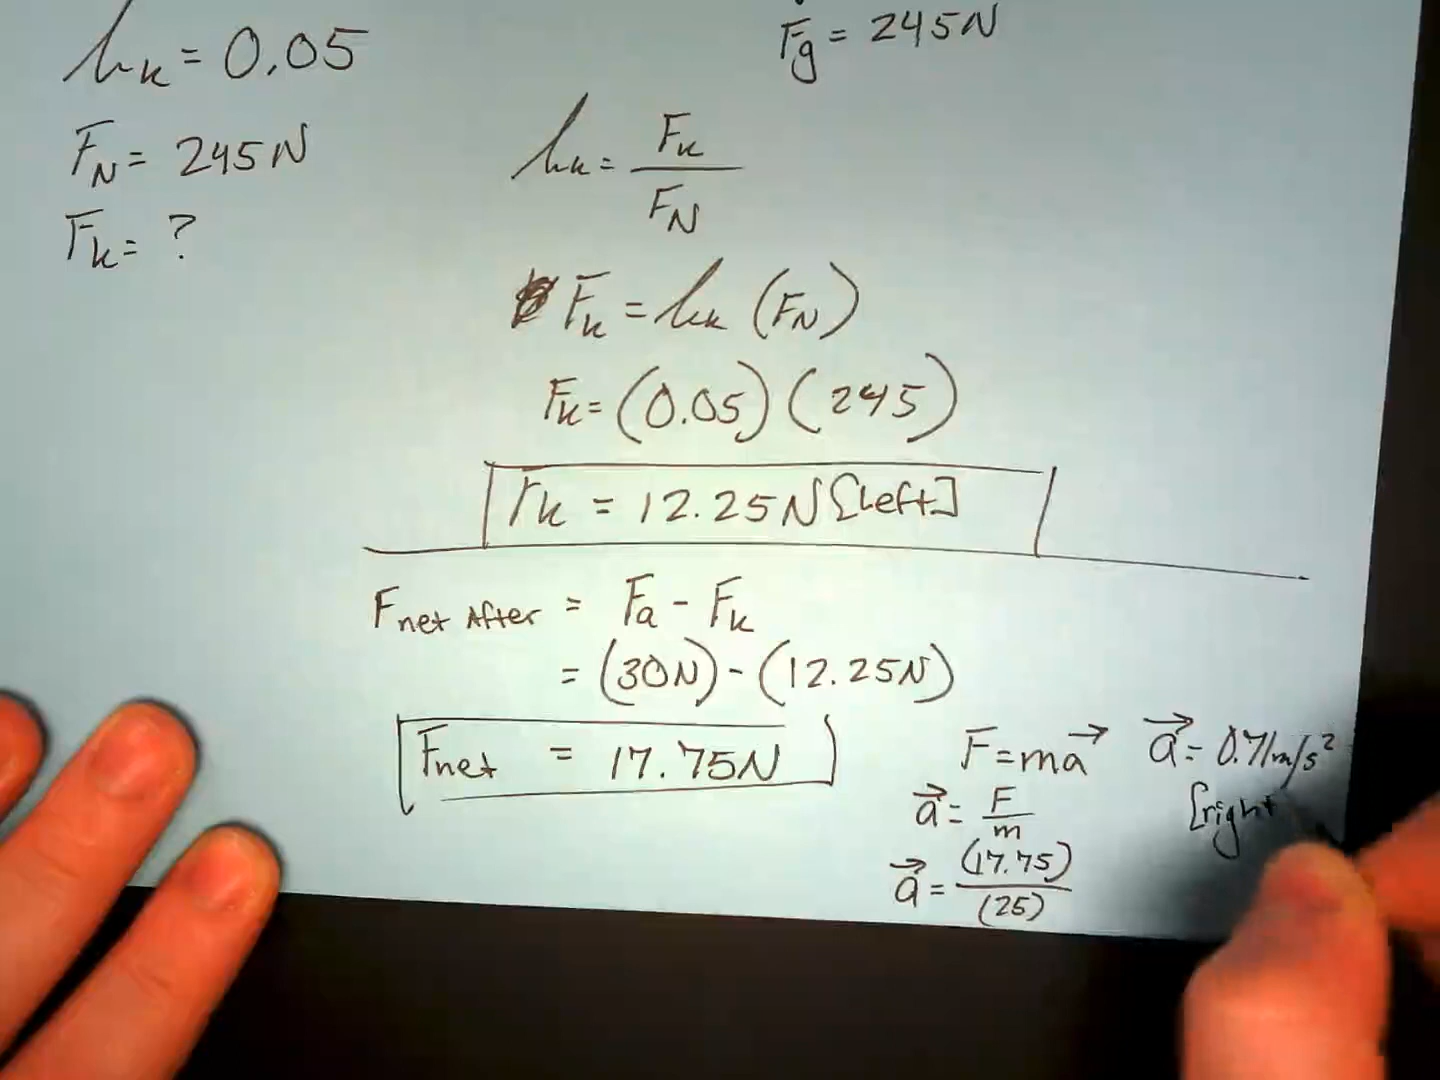 μk = 0.05
Fg = 245N
FN = 245N
μk = Fk / FN
Fk = ?
Fk = μk (FN)
Fk = (0.05) (245)
Fk = 12.25N [Left]
Fnet After = Fa - Fk
= (30N) - (12.25N)
Fnet = 17.75N
F = ma→
a→ = F / m
a→ = (17.75) / (25)
a→ = 0.71m/s²
[right